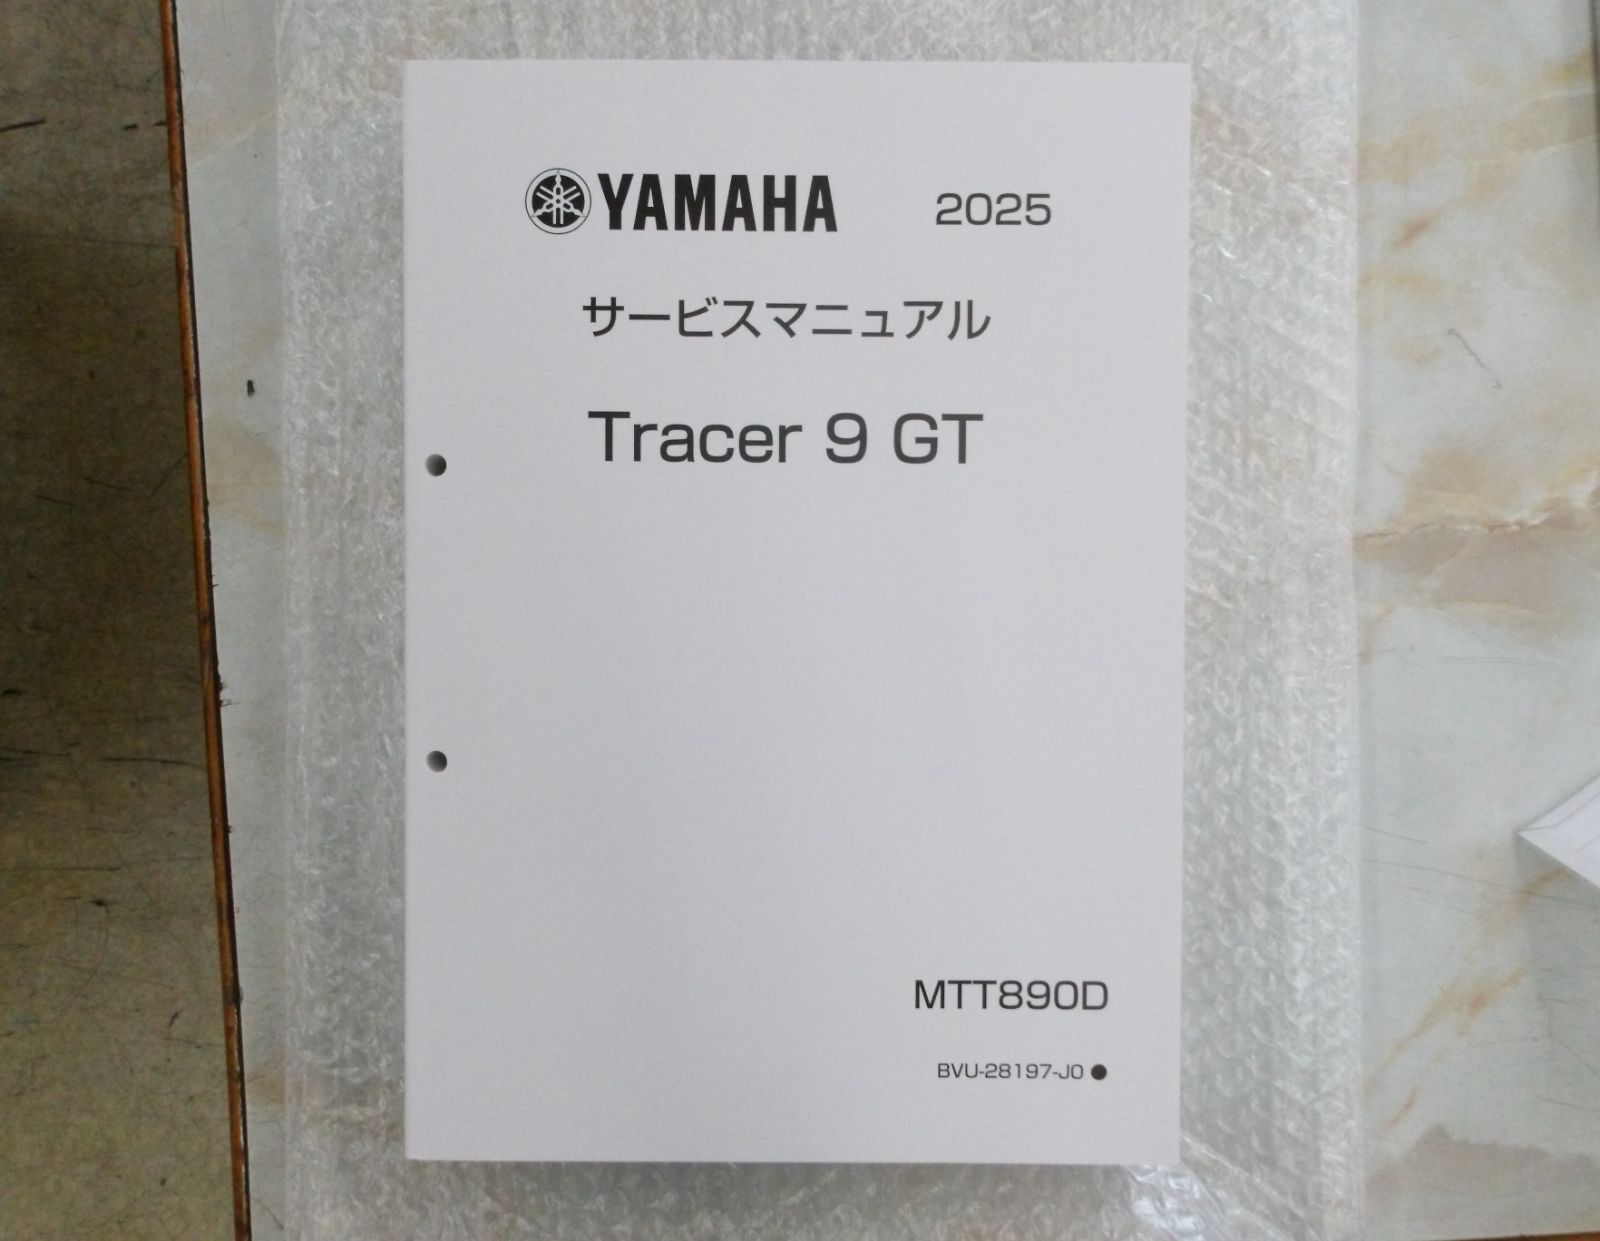 YAMAHA 2025
サービスマニュアル
Tracer 9 GT
MTT890D
BVU-28197-J0●